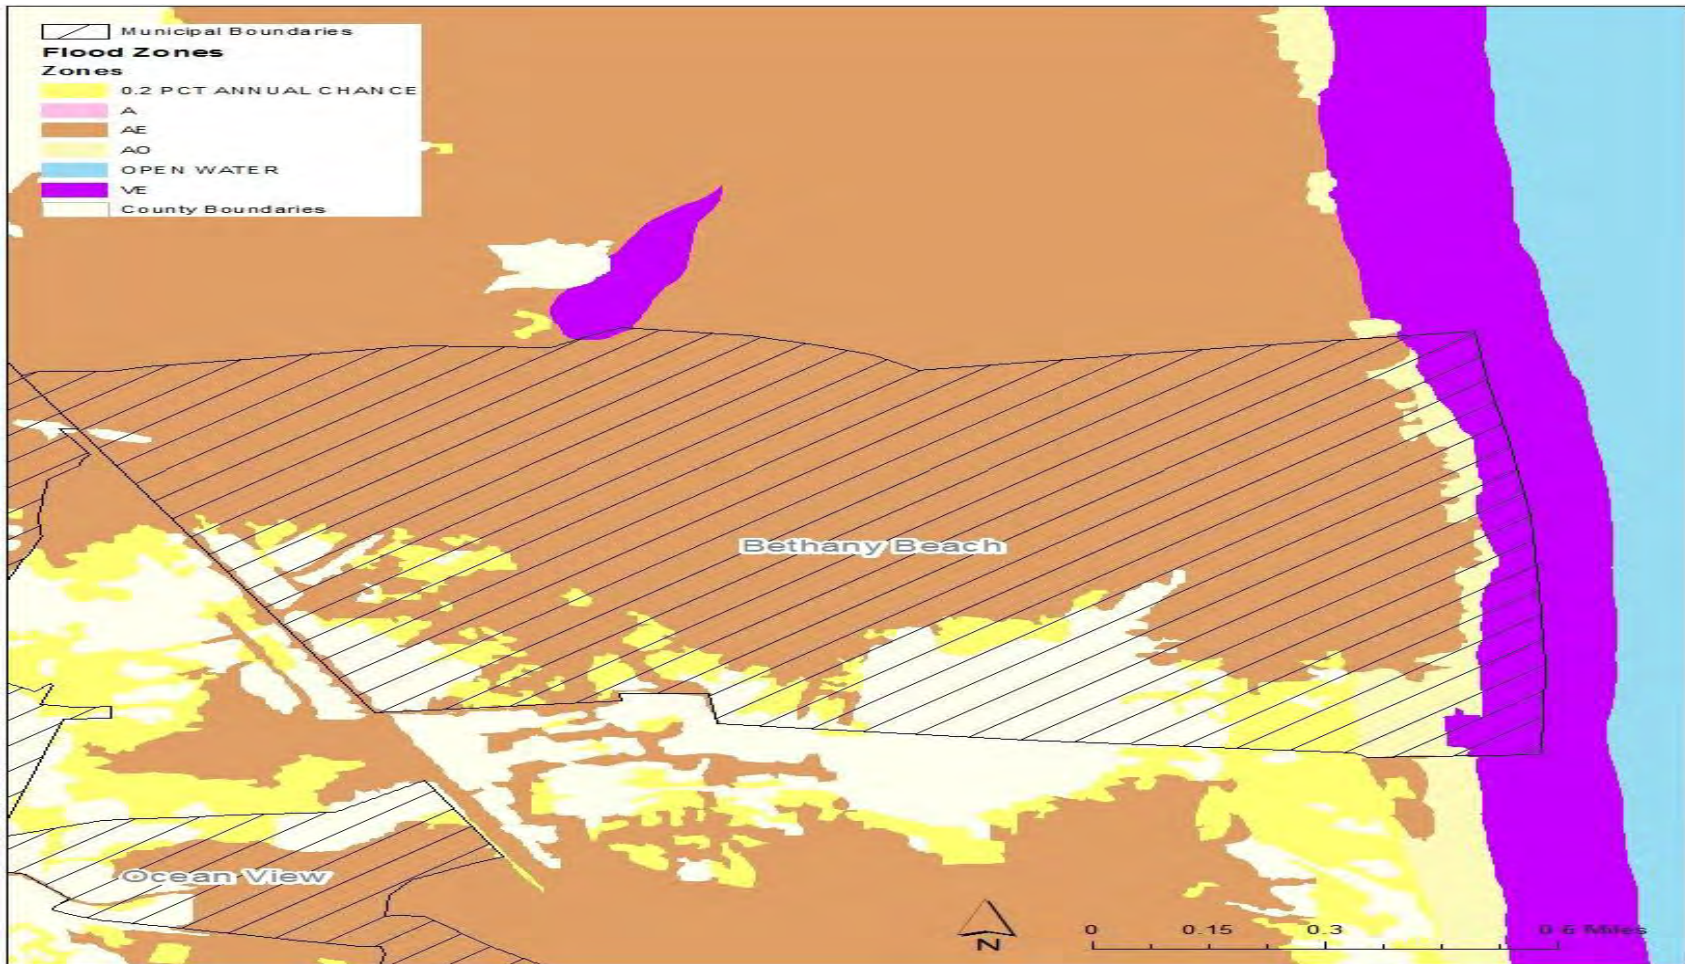 Municipal Boundaries
Flood Zones
Zones
0.2 PCT ANNUAL CHANCE
A
AE
AO
OPEN WATER
VE
County Boundaries
Bethany Beach
Ocean View
N
0 0.15 0.3 0.6 Miles